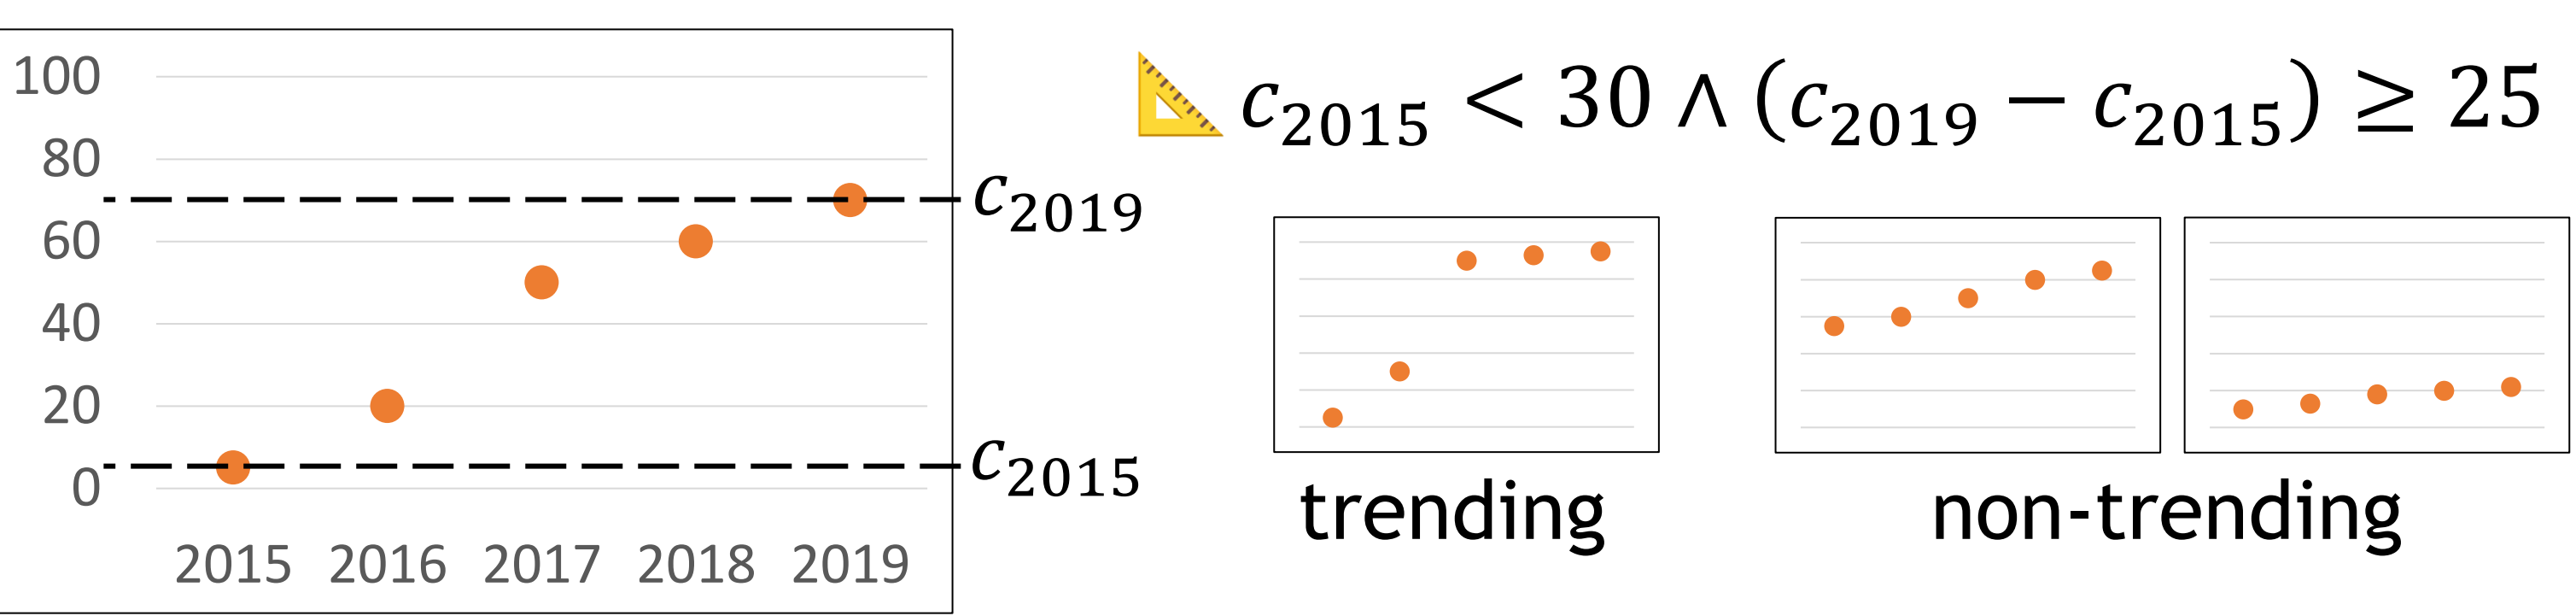 100
80
60
40
20
0
2015 2016 2017 2018 2019
c₂₀₁₉
c₂₀₁₅
c₂₀₁₅ < 30 ∧ (c₂₀₁₉ − c₂₀₁₅) ≥ 25
trending
non-trending